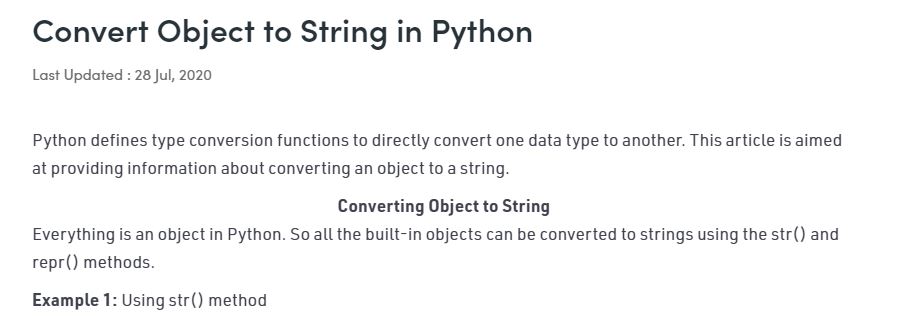 Convert Object to String in Python
Last Updated : 28 Jul, 2020
Python defines type conversion functions to directly convert one data type to another. This article is aimed
at providing information about converting an object to a string.
Converting Object to String
Everything is an object in Python. So all the built-in objects can be converted to strings using the str() and
repr() methods.
Example 1: Using str() method